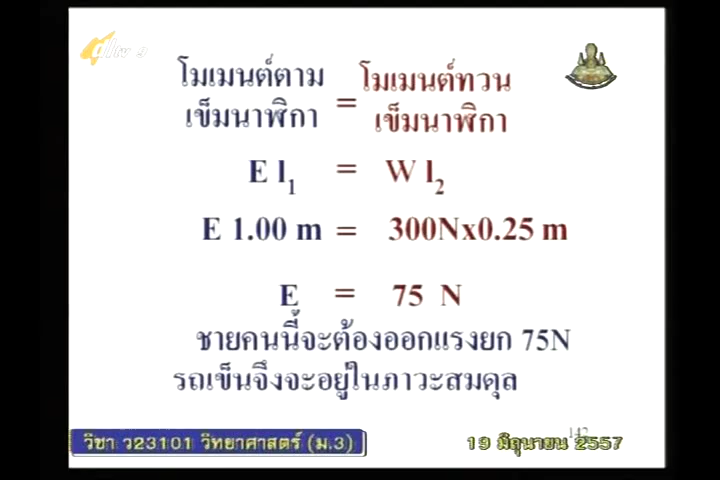 โมเมนต์ตาม
เข็มนาฬิกา
=
โมเมนต์ทวน
เข็มนาฬิกา
E l1 = W l2
E 1.00 m = 300Nx0.25 m
E = 75 N
ชายคนนี้จะต้องออกแรงยก 75N
รถเข็นจึงจะอยู่ในภาวะสมดุล
วิชา ว23101 วิทยาศาสตร์ (ม.3)
19 มิถุนายน 2557